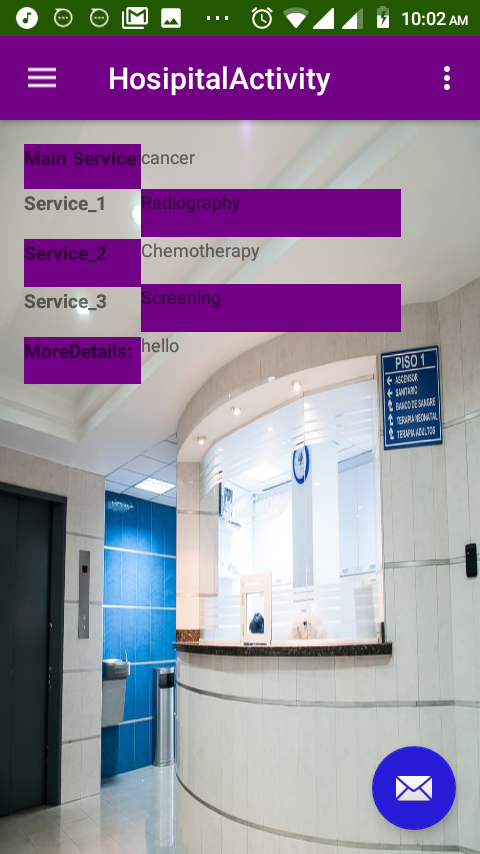 10:02 AM
HosipitalActivity
Main Service: cancer
Service_1 Radiography
Service_2 Chemotherapy
Service_3 Screening
MoreDetails: hello
PISO 1
ASCENSOR
SANITARIO
BANCO DE SANGRE
TERAPIA NEONATAL
TERAPIA ADULTOS